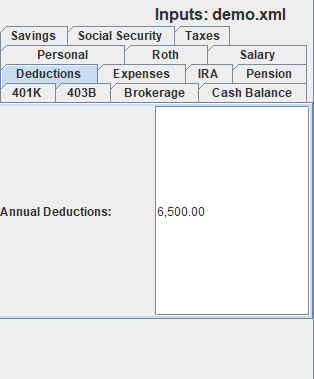 Inputs: demo.xml
Savings Social Security Taxes
Personal Roth Salary
Deductions Expenses IRA Pension
401K 403B Brokerage Cash Balance
Annual Deductions: 6,500.00